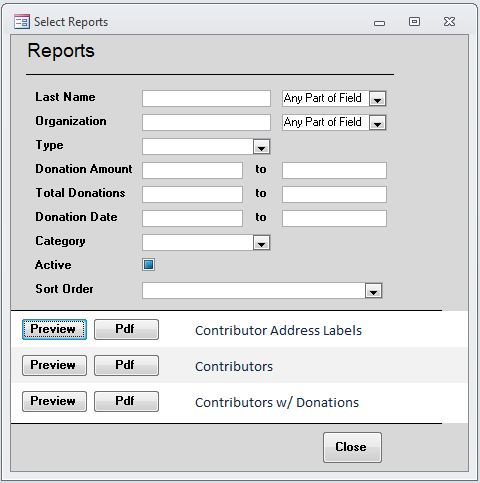 Select Reports
Reports
Last Name Any Part of Field
Organization Any Part of Field
Type
Donation Amount to
Total Donations to
Donation Date to
Category
Active
Sort Order
Preview Pdf Contributor Address Labels
Preview Pdf Contributors
Preview Pdf Contributors w/ Donations
Close